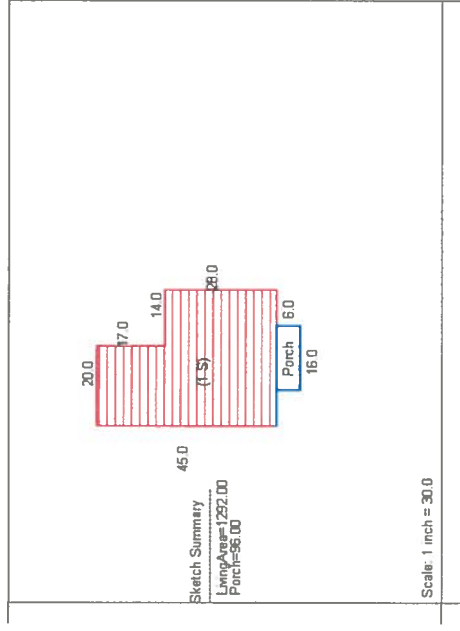 20.0
17.0
14.0
28.0
(1 S)
45.0
Porch
6.0
16.0
Sketch Summary
LivingArea=1292.00
Porch=96.00
Scale: 1 inch = 30.0